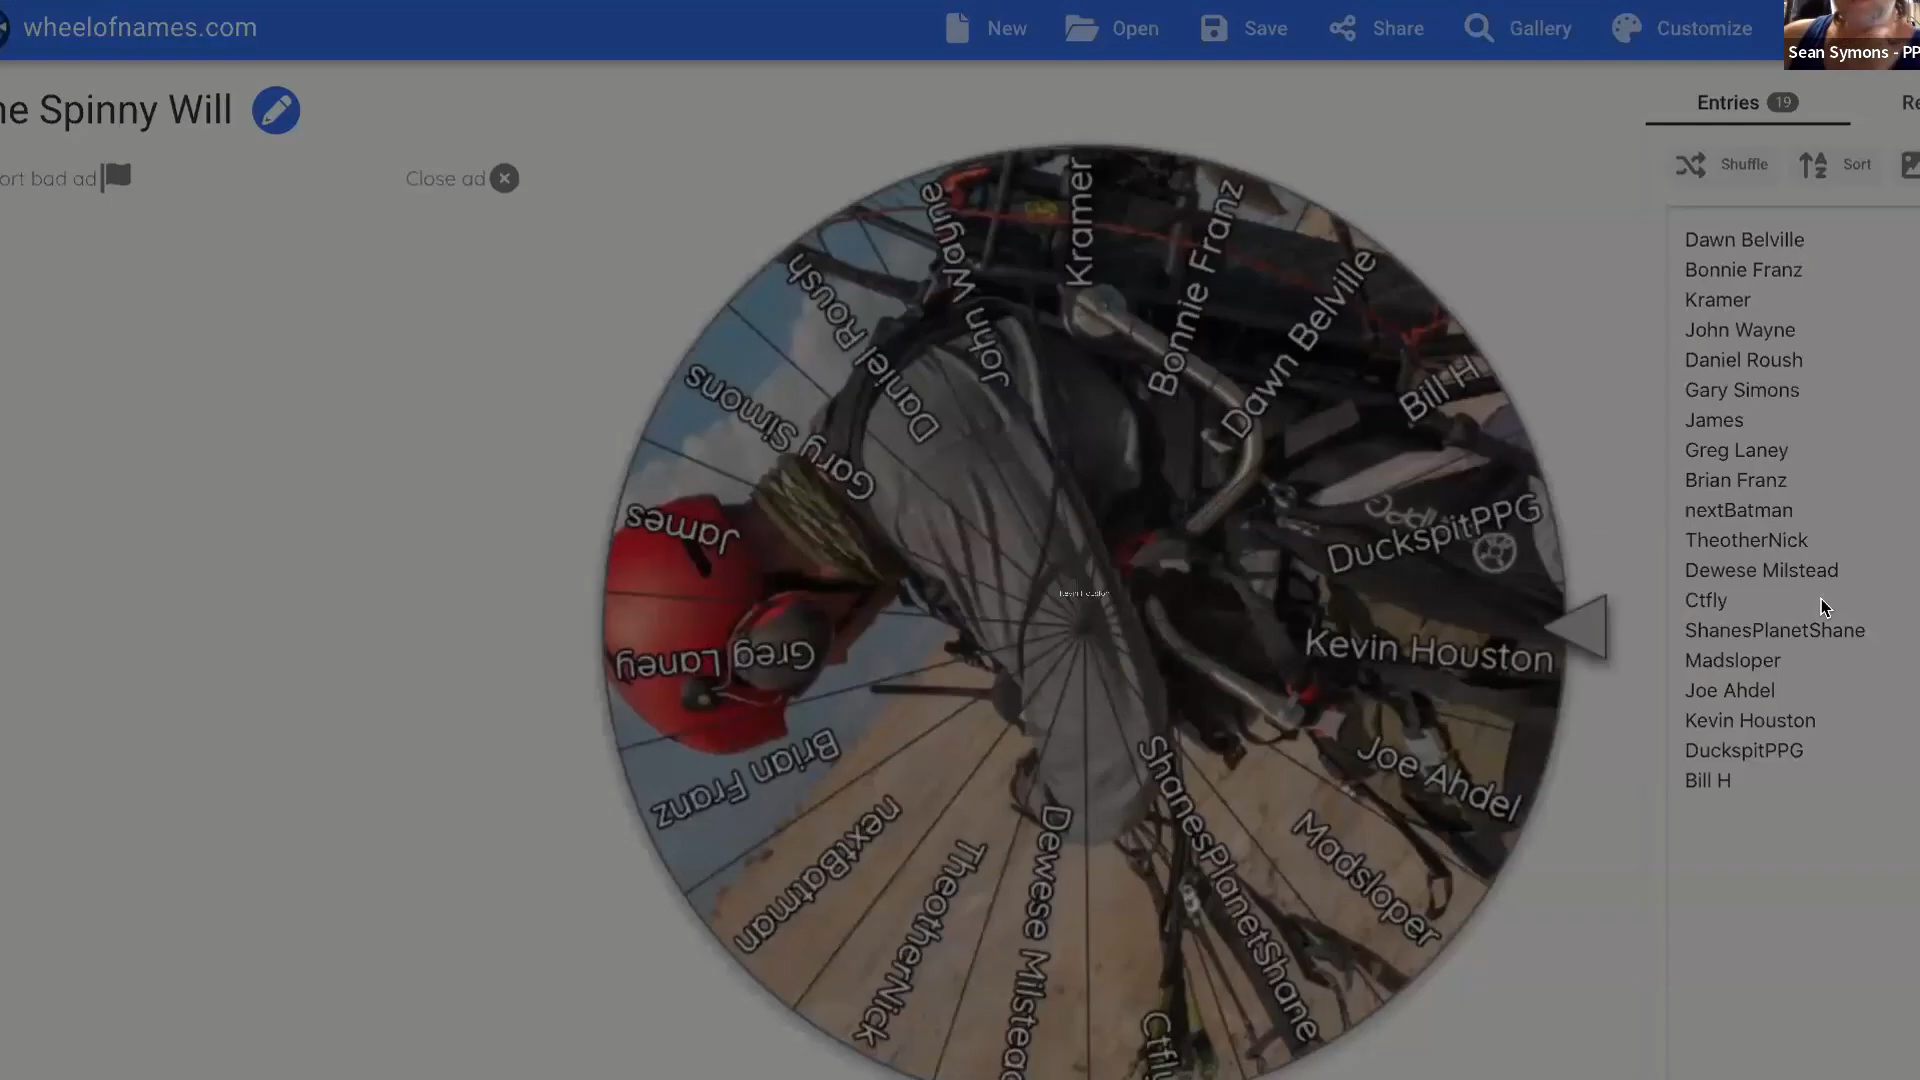 wheelofnames.com
New
Open
Save
Share
Gallery
Customize
Sean Symons - PP
ne Spinny Will
Entries 19
Re
ort bad ad
Close ad
Shuffle
Sort
Dawn Belville
Bonnie Franz
Kramer
John Wayne
Daniel Roush
Gary Simons
James
Greg Laney
Brian Franz
nextBatman
TheotherNick
Dewese Milstead
Ctfly
ShanesPlanetShane
Madsloper
Joe Ahdel
Kevin Houston
DuckspitPPG
Bill H
Kramer
Bonnie Franz
Dawn Belville
Bill H
DuckspitPPG
Kevin Houston
Joe Ahdel
Madsloper
ShanesPlanetShane
Ctfly
Dewese Milstead
TheotherNick
nextBatman
Brian Franz
Greg Laney
James
Gary Simons
Daniel Roush
John Wayne
Kevin Houston